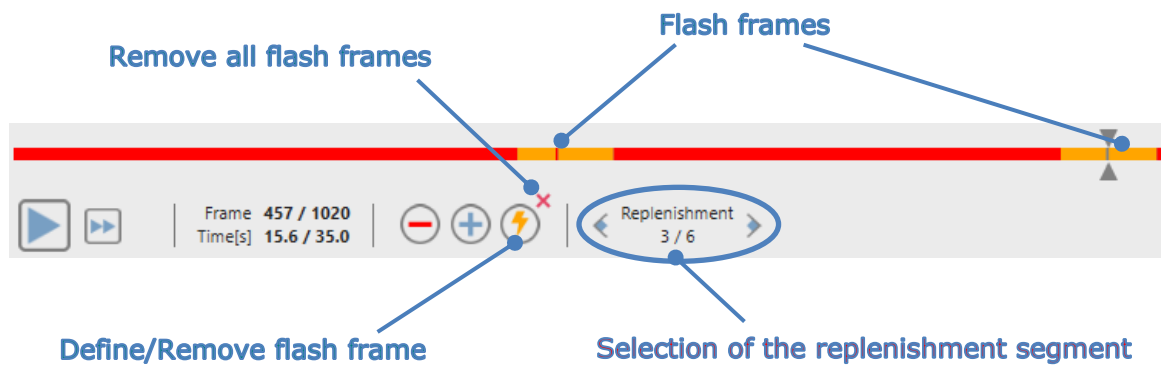 Flash frames
Remove all flash frames
Frame 457 / 1020
Time[s] 15.6 / 35.0
Replenishment
3 / 6
Define/Remove flash frame
Selection of the replenishment segment